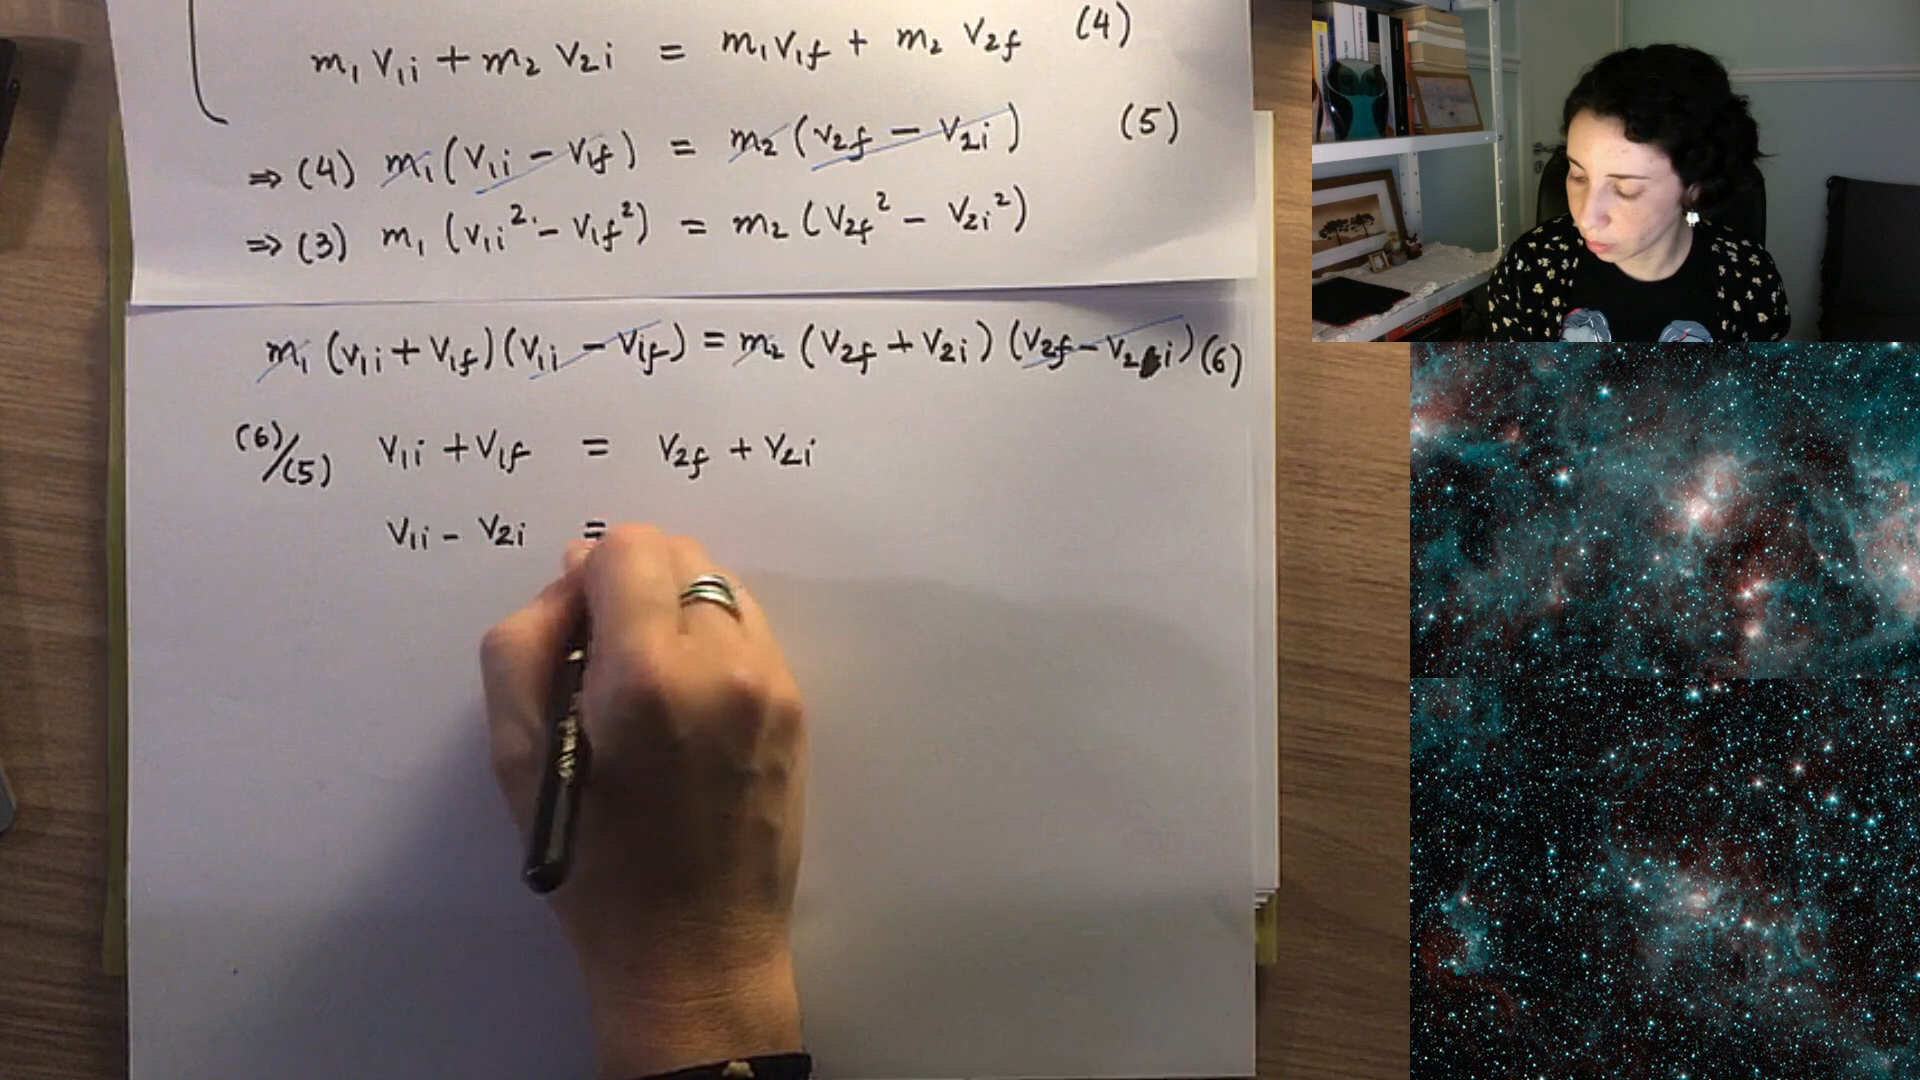 m₁ v₁ᵢ + m₂ v₂ᵢ = m₁ v₁f + m₂ v₂f (4)
⇒ (4) m₁ (v₁ᵢ - v₁f) = m₂ (v₂f - v₂ᵢ) (5)
⇒ (3) m₁ (v₁ᵢ² - v₁f²) = m₂ (v₂f² - v₂ᵢ²)
m₁ (v₁ᵢ + v₁f) (v₁ᵢ - v₁f) = m₂ (v₂f + v₂ᵢ) (v₂f - v₂ᵢ) (6)
(6)/(5) v₁ᵢ + v₁f = v₂f + v₂ᵢ
v₁ᵢ - v₂ᵢ =